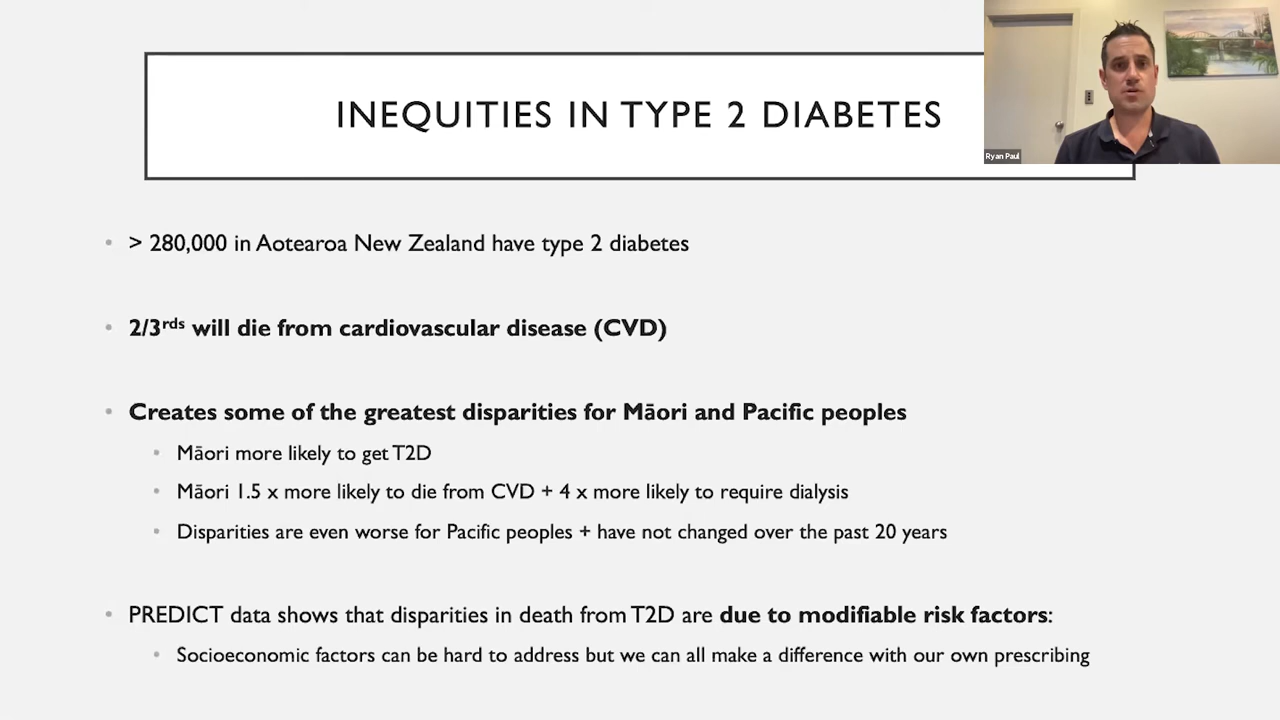 INEQUITIES IN TYPE 2 DIABETES
Ryan Paul
• > 280,000 in Aotearoa New Zealand have type 2 diabetes
• 2/3rds will die from cardiovascular disease (CVD)
• Creates some of the greatest disparities for Māori and Pacific peoples
• Māori more likely to get T2D
• Māori 1.5 x more likely to die from CVD + 4 x more likely to require dialysis
• Disparities are even worse for Pacific peoples + have not changed over the past 20 years
• PREDICT data shows that disparities in death from T2D are due to modifiable risk factors:
• Socioeconomic factors can be hard to address but we can all make a difference with our own prescribing